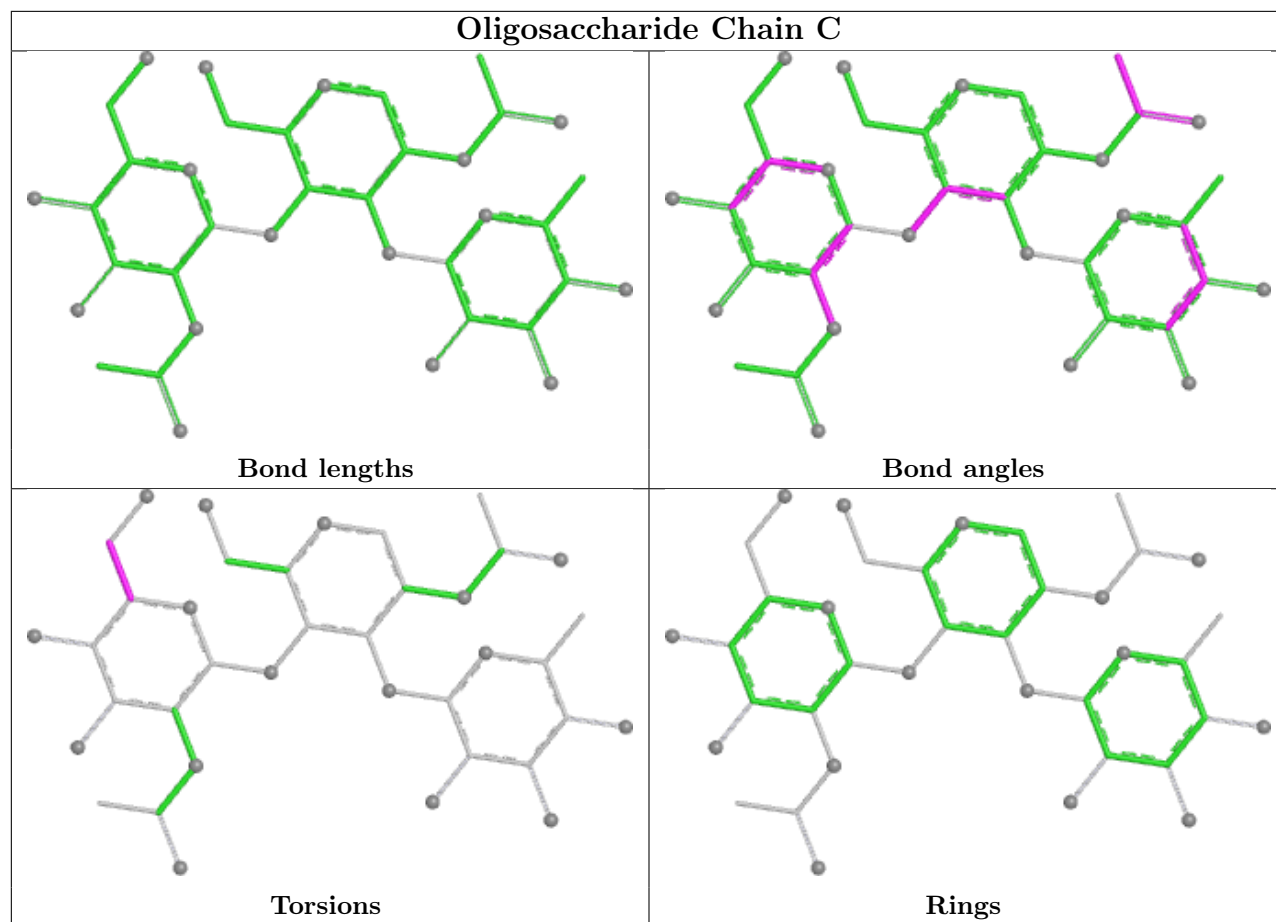 Oligosaccharide Chain C
Bond lengths
Bond angles
Torsions
Rings